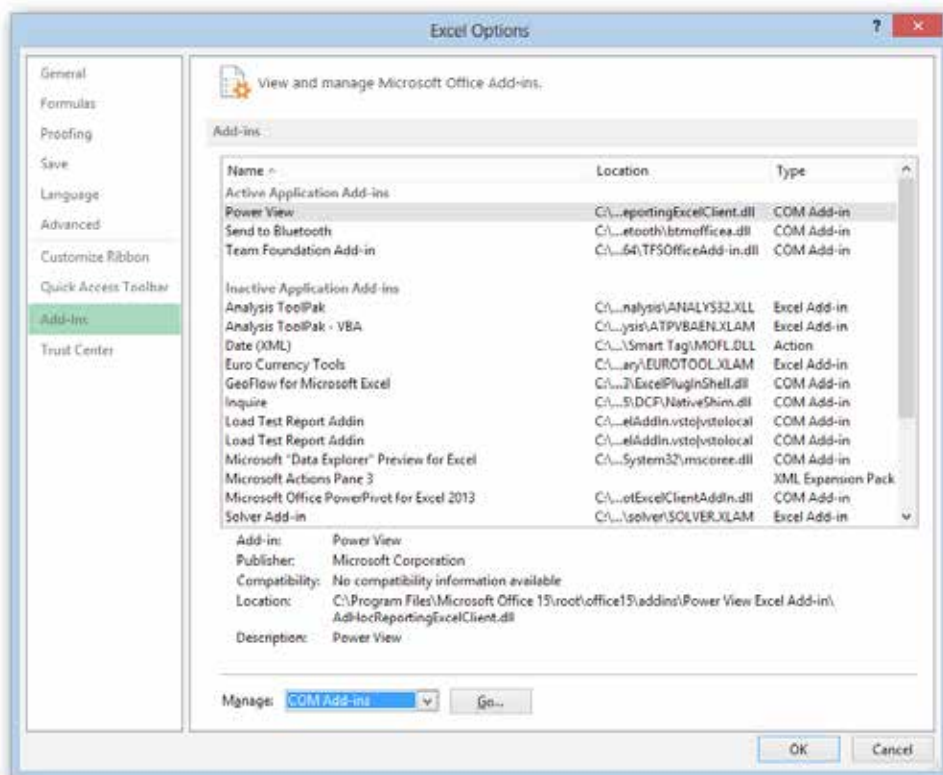 Excel Options
?
General
Formulas
Proofing
Save
Language
Advanced
Customize Ribbon
Quick Access Toolbar
Add-Ins
Trust Center
View and manage Microsoft Office Add-ins.
Add-ins
Name Location Type
Active Application Add-ins
Power View C:\...eportingExcelClient.dll COM Add-in
Send to Bluetooth C:\...etooth\btmofficea.dll COM Add-in
Team Foundation Add-in C:\...64\TFSOfficeAdd-in.dll COM Add-in
Inactive Application Add-ins
Analysis ToolPak C:\...nalysis\ANALYS32.XLL Excel Add-in
Analysis ToolPak - VBA C:\...ysis\ATPVBAEN.XLAM Excel Add-in
Date (XML) C:\...\Smart Tag\MOFL.DLL Action
Euro Currency Tools C:\...ary\EUROTOOL.XLAM Excel Add-in
GeoFlow for Microsoft Excel C:\...\ExcelPlugInShell.dll COM Add-in
Inquire C:\...5\DCF\NativeShim.dll COM Add-in
Load Test Report Addin C:\...elAddIn.vsto|vstolocal COM Add-in
Load Test Report Addin C:\...elAddIn.vsto|vstolocal COM Add-in
Microsoft "Data Explorer" Preview for Excel C:\...System32\mscoree.dll COM Add-in
Microsoft Actions Pane 3 XML Expansion Pack
Microsoft Office PowerPivot for Excel 2013 C:\...otExcelClientAddIn.dll COM Add-in
Solver Add-in C:\...\solver\SOLVER.XLAM Excel Add-in
Add-in: Power View
Publisher: Microsoft Corporation
Compatibility: No compatibility information available
Location: C:\Program Files\Microsoft Office 15\root\office15\addins\Power View Excel Add-in\
AdHocReportingExcelClient.dll
Description: Power View
Manage: COM Add-ins Go...
OK Cancel